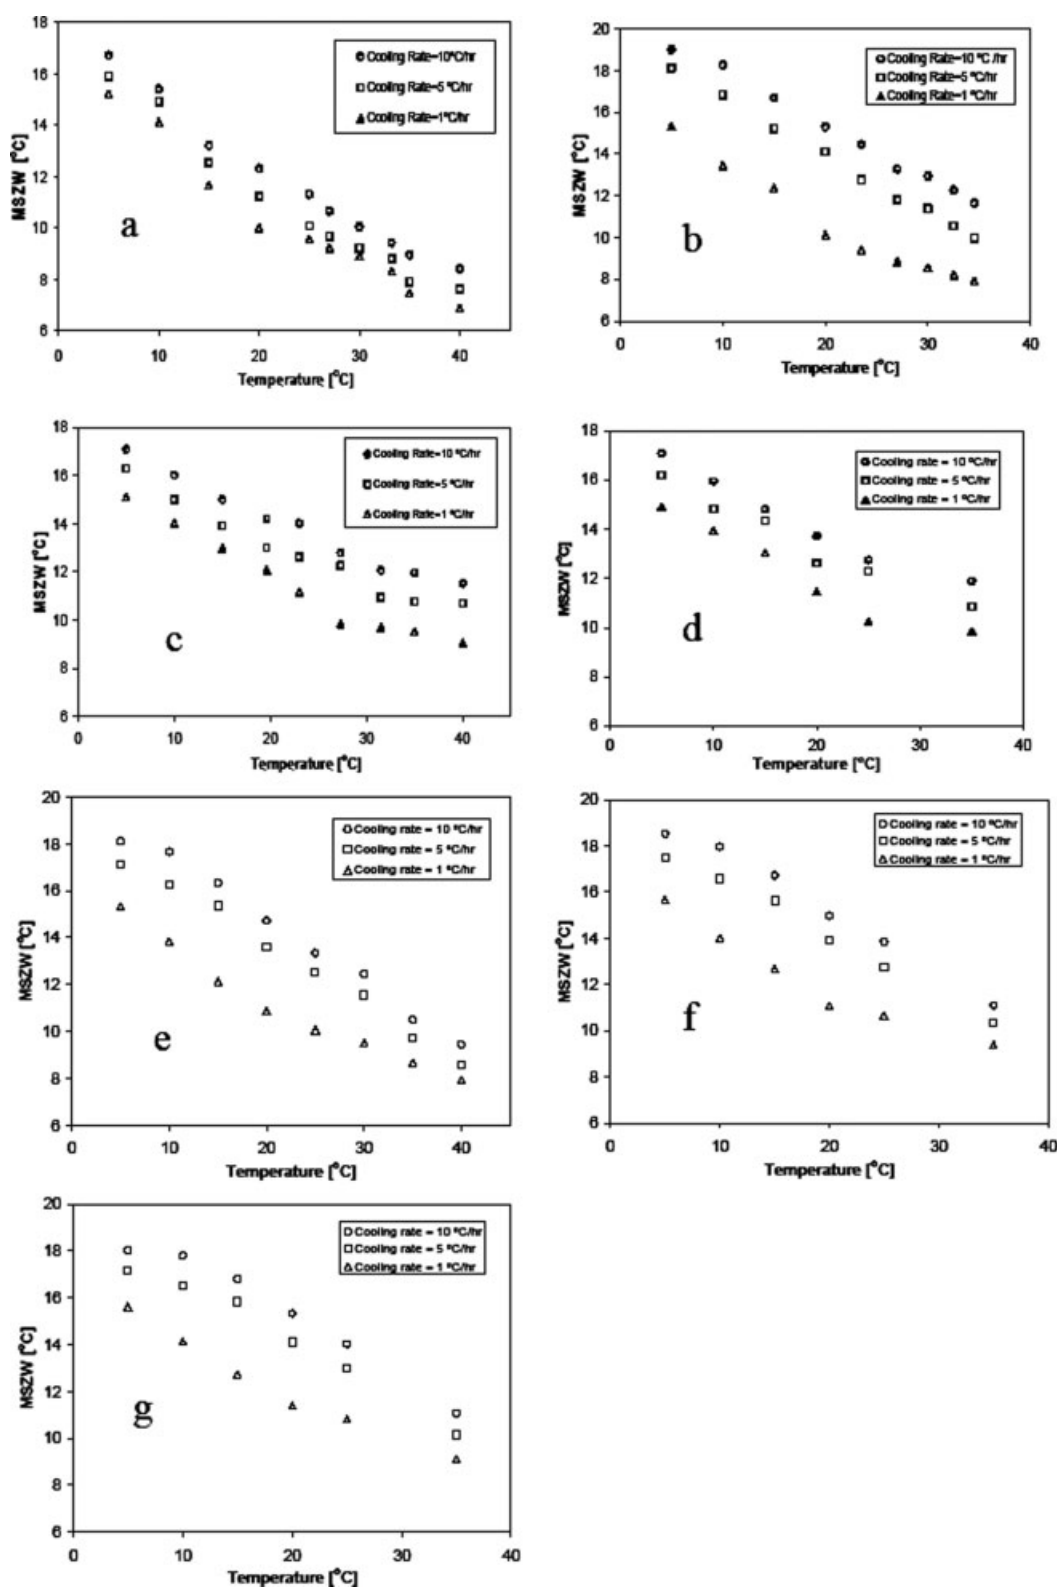 18
16
14
12
10
8
6
MSZW [°C]
Cooling Rate=10°C/hr
Cooling Rate=5 °C/hr
Cooling Rate=1°C/hr
a
0 10 20 30 40
Temperature [°C]
20
18
16
14
12
10
8
6
MSZW [°C]
Cooling Rate=10 °C /hr
Cooling Rate=5 °C/hr
Cooling Rate=1 °C/hr
b
0 10 20 30 40
Temperature [°C]
18
16
14
12
10
8
6
MSZW [°C]
Cooling Rate=10 °C/hr
Cooling Rate=5 °C/hr
Cooling Rate=1 °C/hr
c
0 10 20 30 40
Temperature [°C]
18
16
14
12
10
8
6
MSZW [°C]
Cooling rate = 10 °C/hr
Cooling rate = 5 °C/hr
Cooling rate = 1 °C/hr
d
0 10 20 30 40
Temperature [°C]
20
18
16
14
12
10
8
6
MSZW [°C]
Cooling rate = 10 °C/hr
Cooling rate = 5 °C/hr
Cooling rate = 1 °C/hr
e
0 10 20 30 40
Temperature [°C]
20
18
16
14
12
10
8
6
MSZW [°C]
Cooling rate = 10 °C/hr
Cooling rate = 5 °C/hr
Cooling rate = 1 °C/hr
f
0 10 20 30 40
Temperature [°C]
20
18
16
14
12
10
8
6
MSZW [°C]
Cooling rate = 10 °C/hr
Cooling rate = 5 °C/hr
Cooling rate = 1 °C/hr
g
0 10 20 30 40
Temperature [°C]